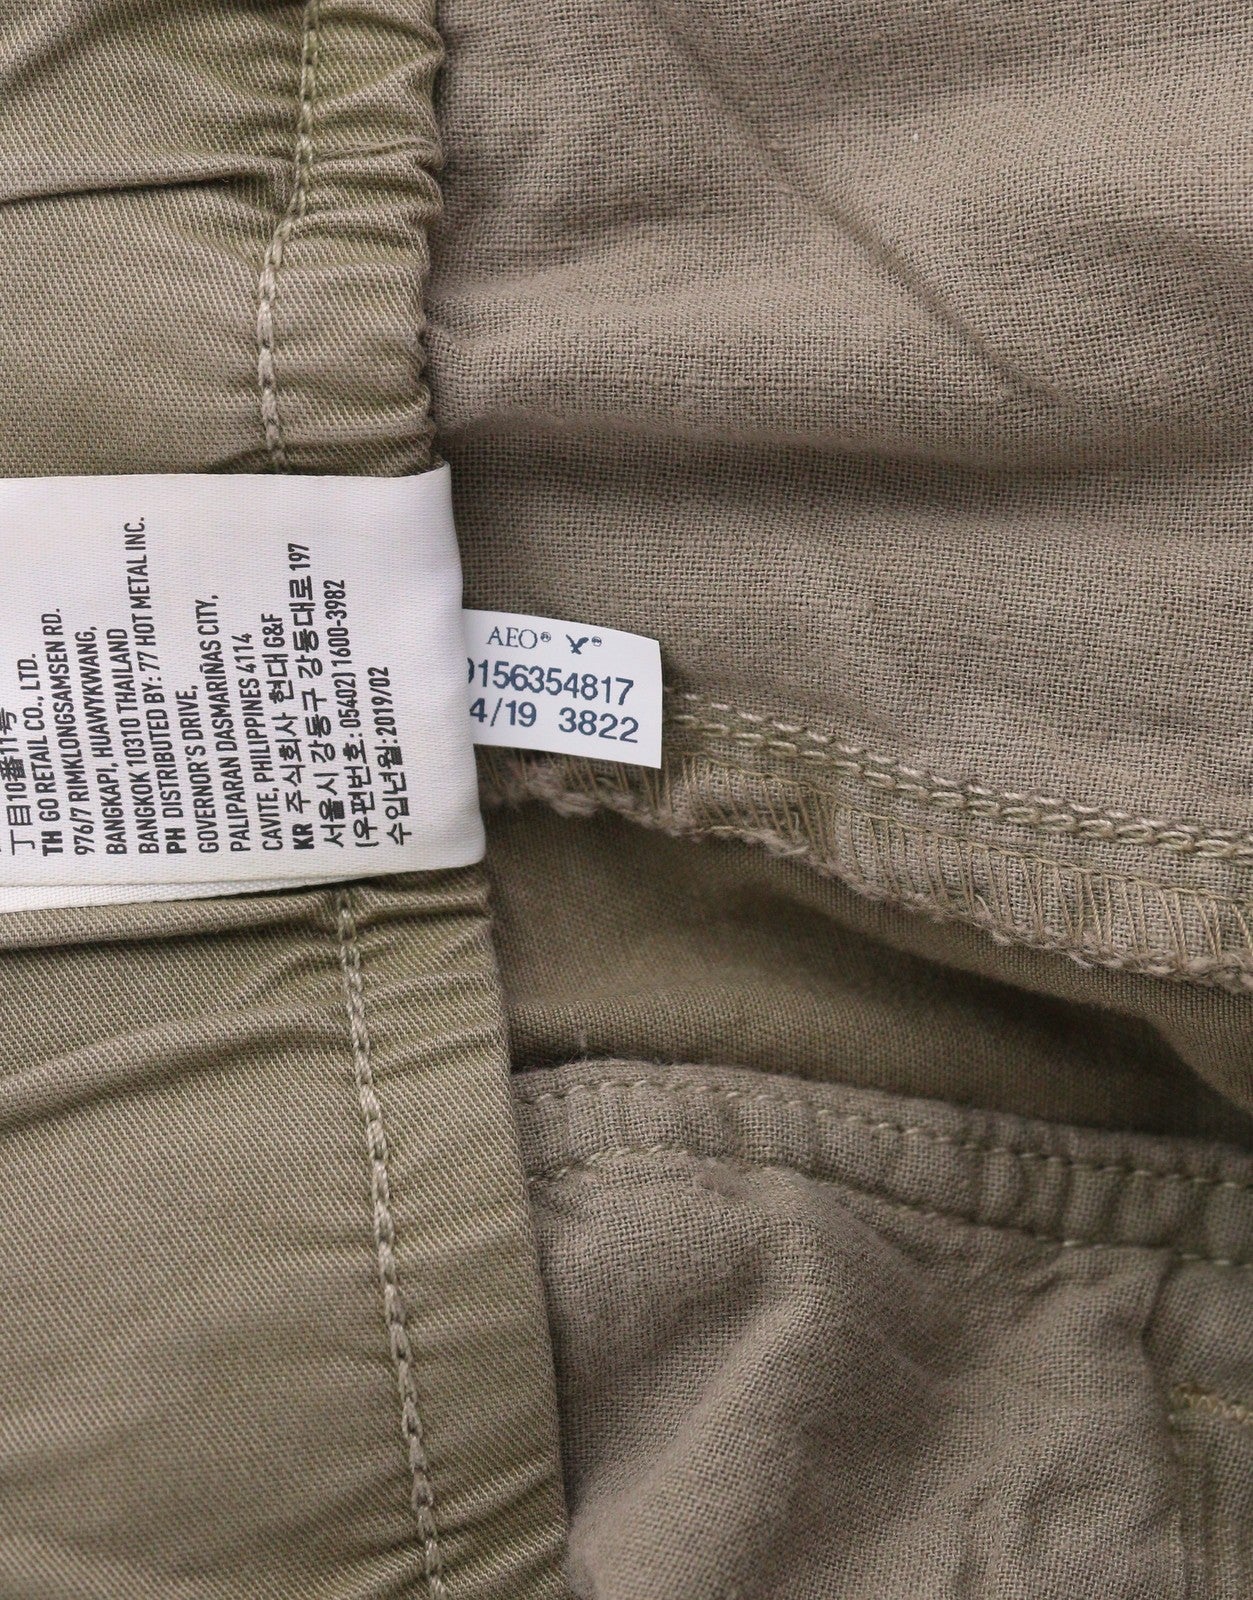 丁目10番11号
TH GO RETAIL CO., LTD.
976/7 RIMKLONGSAMSEN RD.
BANGKAPI, HUAWYKWANG,
BANGKOK 10310 THAILAND
PH DISTRIBUTED BY: 77 HOT METAL INC.
GOVERNOR'S DRIVE,
PALIPARAN DASMARIÑAS CITY,
CAVITE, PHILIPPINES 4114
KR 주식회사 현대 G&F
서울시 강동구 강동대로 197
(우편번호: 05402) 1600-3982
수입년월: 2019/02
AEO®
9156354817
4/19 3822